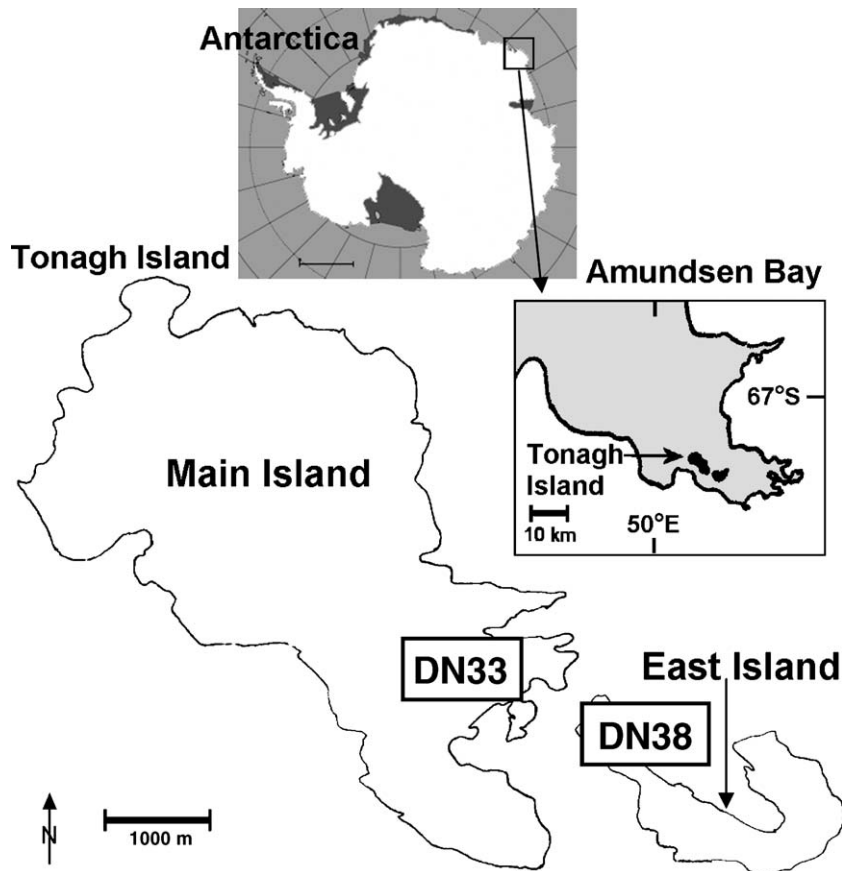 Antarctica
Tonagh Island
Amundsen Bay
67°S
Tonagh
Island
10 km
50°E
Main Island
DN33
East Island
DN38
N
1000 m